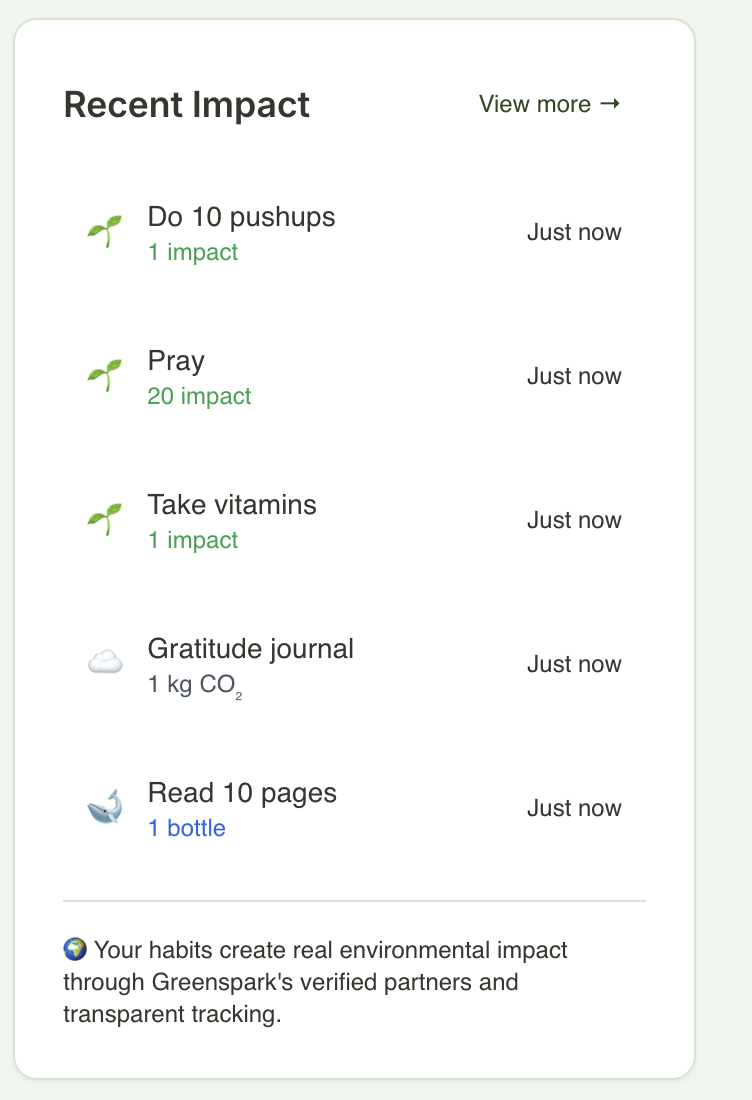 Recent Impact
View more →
Do 10 pushups
1 impact
Just now
Pray
20 impact
Just now
Take vitamins
1 impact
Just now
Gratitude journal
1 kg CO₂
Just now
Read 10 pages
1 bottle
Just now
🌍 Your habits create real environmental impact
through Greenspark's verified partners and
transparent tracking.